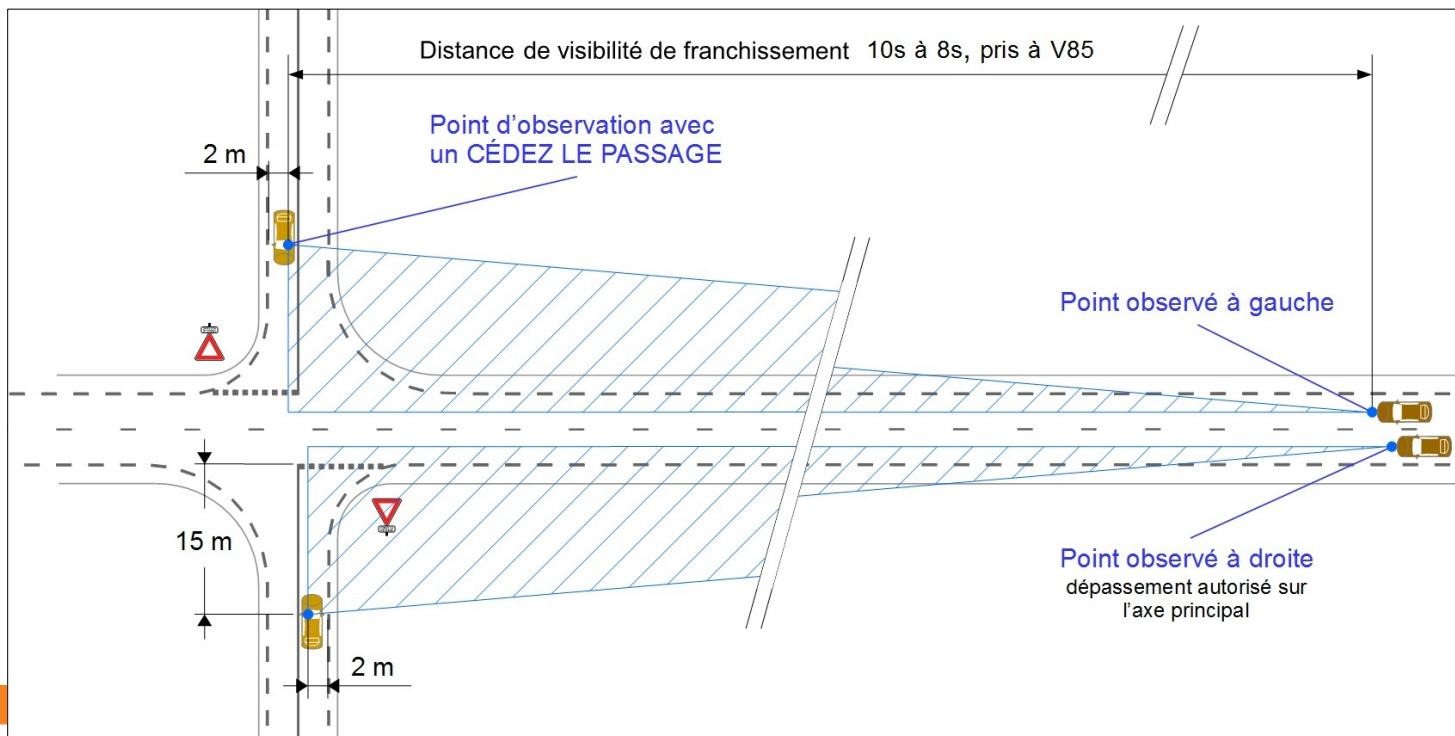 Distance de visibilité de franchissement 10s à 8s, pris à V85
Point d'observation avec
un CÉDEZ LE PASSAGE
2 m
Point observé à gauche
15 m
Point observé à droite
dépassement autorisé sur
l'axe principal
2 m